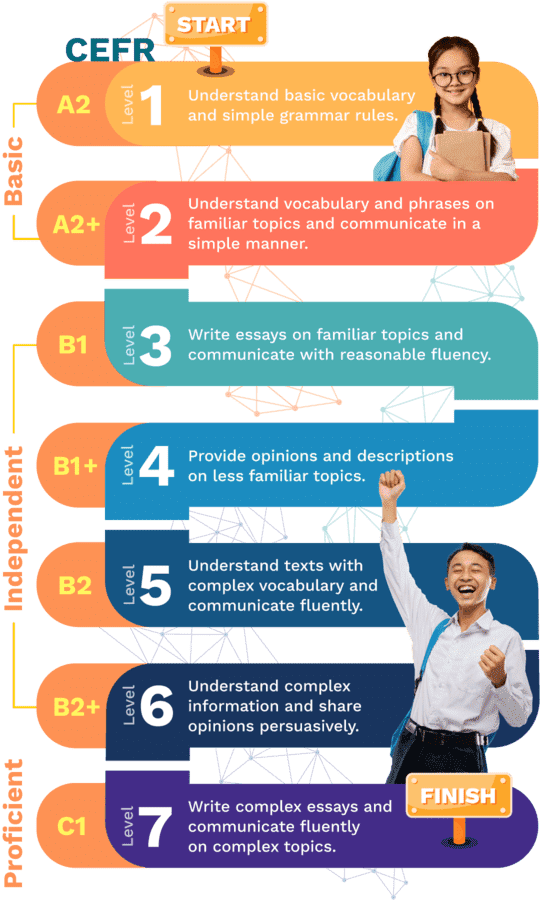 START
CEFR
Basic
A2
Level
1
Understand basic vocabulary
and simple grammar rules.
A2+
Level
2
Understand vocabulary and phrases on
familiar topics and communicate in a
simple manner.
Independent
B1
Level
3
Write essays on familiar topics and
communicate with reasonable fluency.
B1+
Level
4
Provide opinions and descriptions
on less familiar topics.
B2
Level
5
Understand texts with
complex vocabulary and
communicate fluently.
B2+
Level
6
Understand complex
information and share
opinions persuasively.
Proficient
C1
Level
7
Write complex essays and
communicate fluently
on complex topics.
FINISH